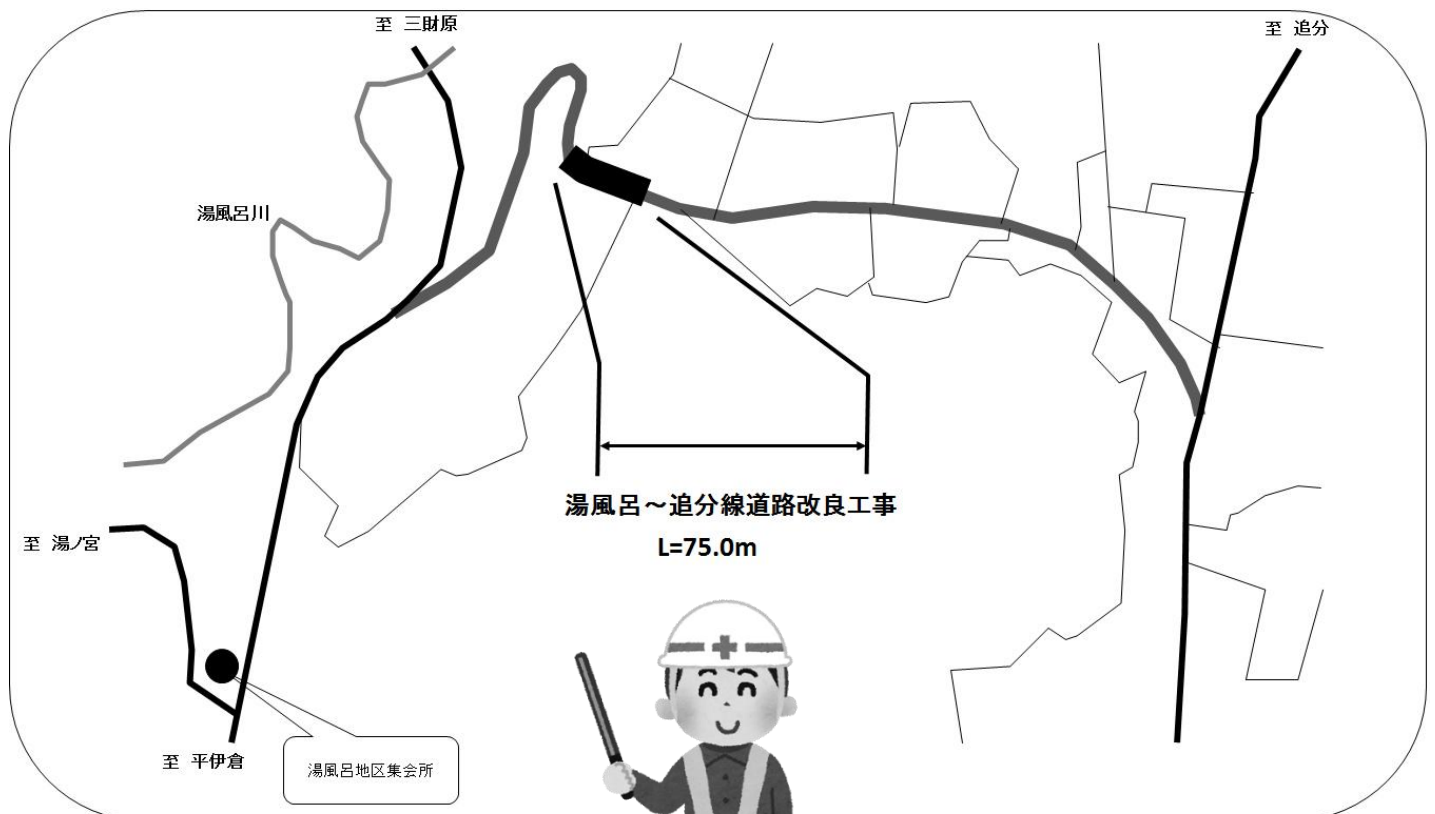 至 三財原
至 追分
湯風呂川
湯風呂～追分線道路改良工事
至 湯ノ宮
L=75.0m
至 平伊倉
湯風呂地区集会所